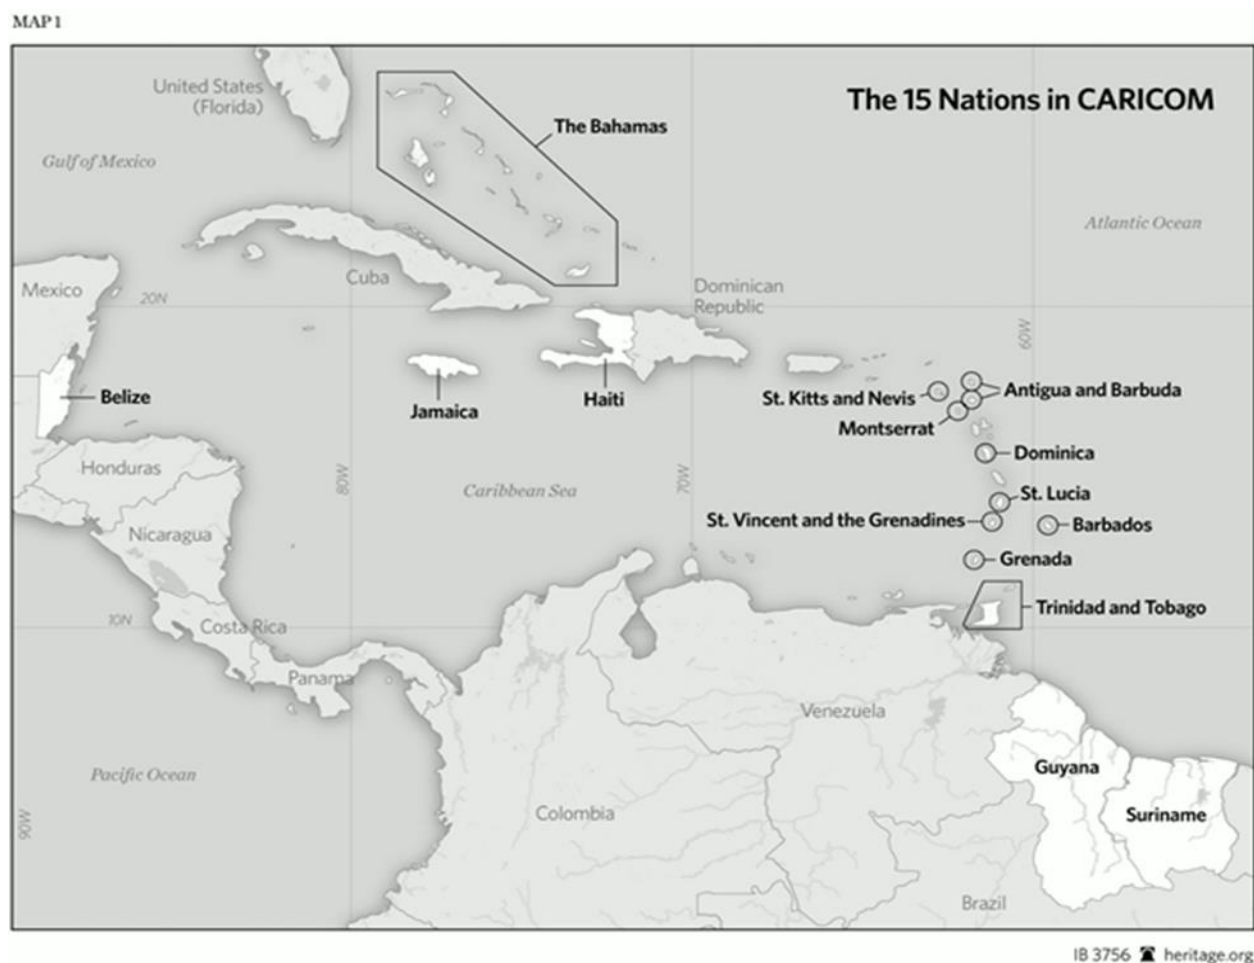 MAP 1
The 15 Nations in CARICOM
United States
(Florida)
The Bahamas
Gulf of Mexico
Atlantic Ocean
Cuba
Mexico
20N
Dominican
Republic
60W
Belize
Jamaica
Haiti
St. Kitts and Nevis
Antigua and Barbuda
Montserrat
Dominica
Honduras
80W
Caribbean Sea
70W
St. Lucia
St. Vincent and the Grenadines
Barbados
Nicaragua
Grenada
10N
Costa Rica
Trinidad and Tobago
Panama
Venezuela
Pacific Ocean
Guyana
Colombia
Suriname
90W
Brazil
IB 3756 heritage.org